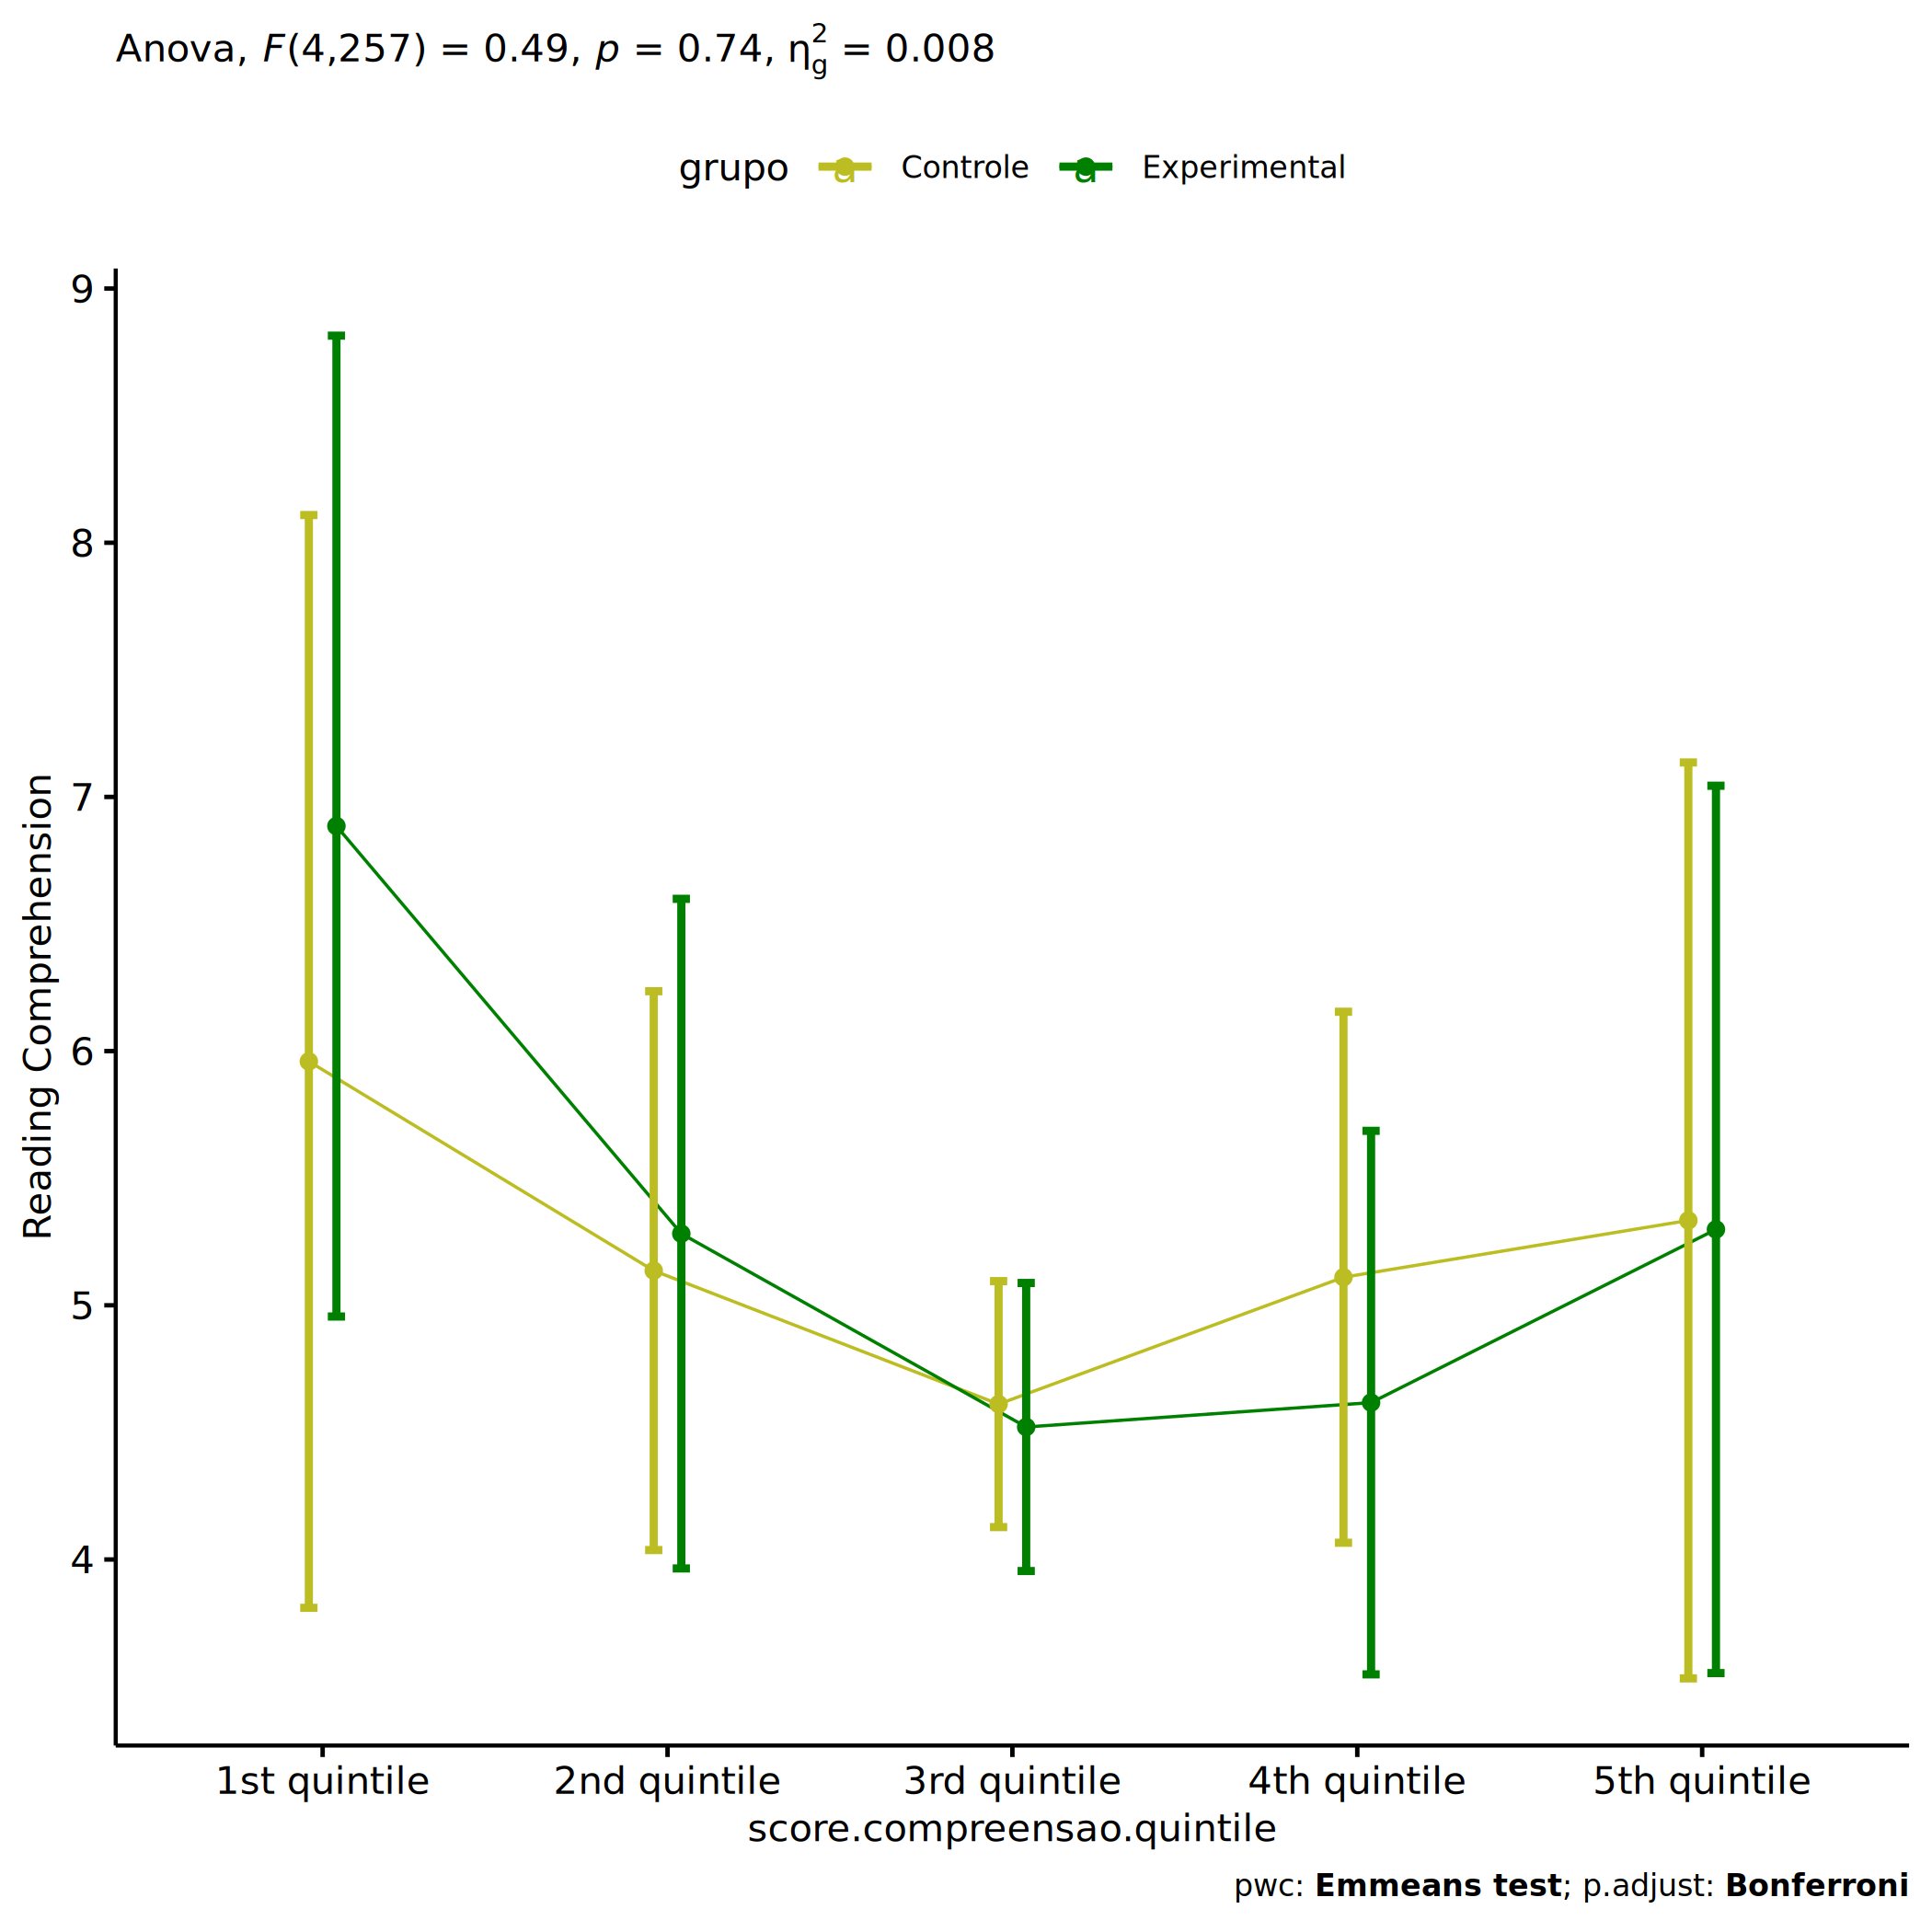 Anova, F(4,257) = 0.49, p = 0.74, η²g = 0.008
grupo a Controle a Experimental
9
8
7
6
5
4
Reading Comprehension
1st quintile 2nd quintile 3rd quintile 4th quintile 5th quintile
score.compreensao.quintile
pwc: Emmeans test; p.adjust: Bonferroni